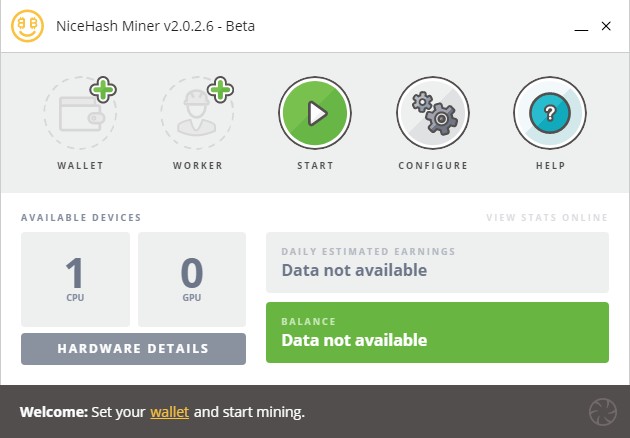 NiceHash Miner v2.0.2.6 - Beta
WALLET
WORKER
START
CONFIGURE
HELP
AVAILABLE DEVICES
VIEW STATS ONLINE
1
CPU
0
GPU
HARDWARE DETAILS
DAILY ESTIMATED EARNINGS
Data not available
BALANCE
Data not available
Welcome: Set your wallet and start mining.